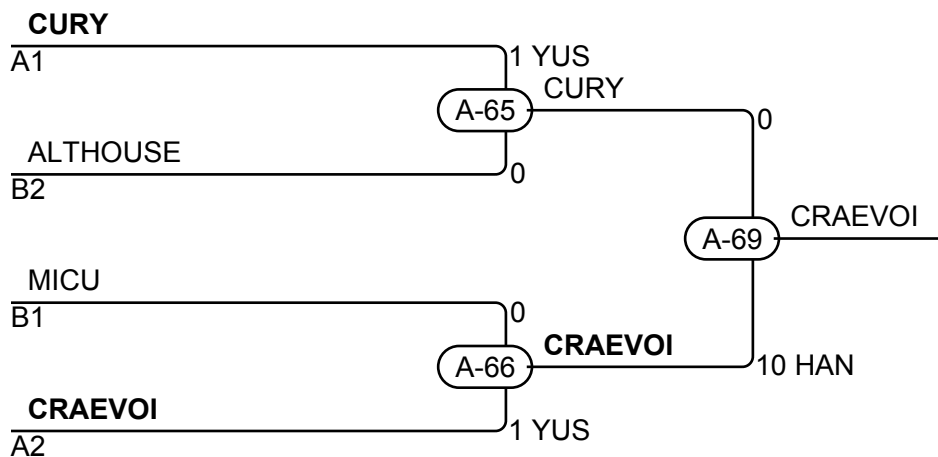 CURY
A1
1 YUS
A-65
CURY
ALTHOUSE
B2
0
0
A-69
CRAEVOI
MICU
B1
0
A-66
CRAEVOI
10 HAN
CRAEVOI
A2
1 YUS